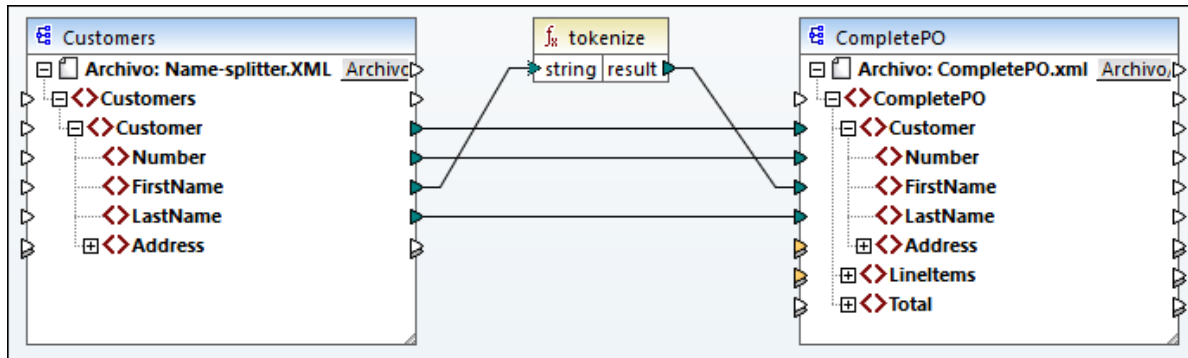 Customers
Archivo: Name-splitter.XML Archivo
Customers
Customer
Number
FirstName
LastName
Address
fx tokenize
string result
CompletePO
Archivo: CompletePO.xml Archivo/
CompletePO
Customer
Number
FirstName
LastName
Address
LineItems
Total